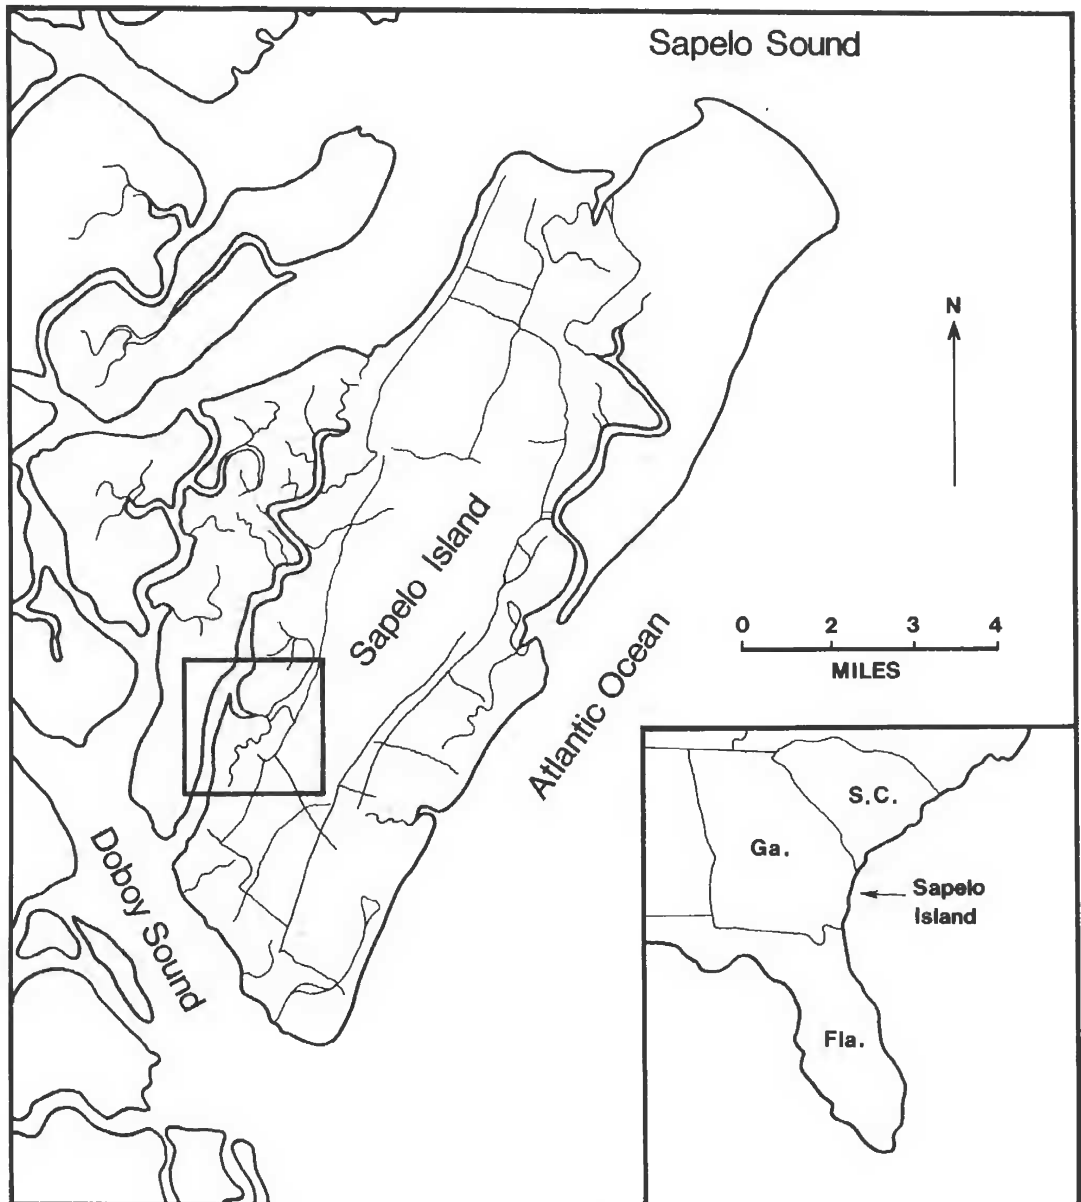 Sapelo Sound
N
Sapelo Island
0 2 3 4
MILES
Atlantic Ocean
Doboy Sound
S.C.
Ga.
Sapelo
Island
Fla.